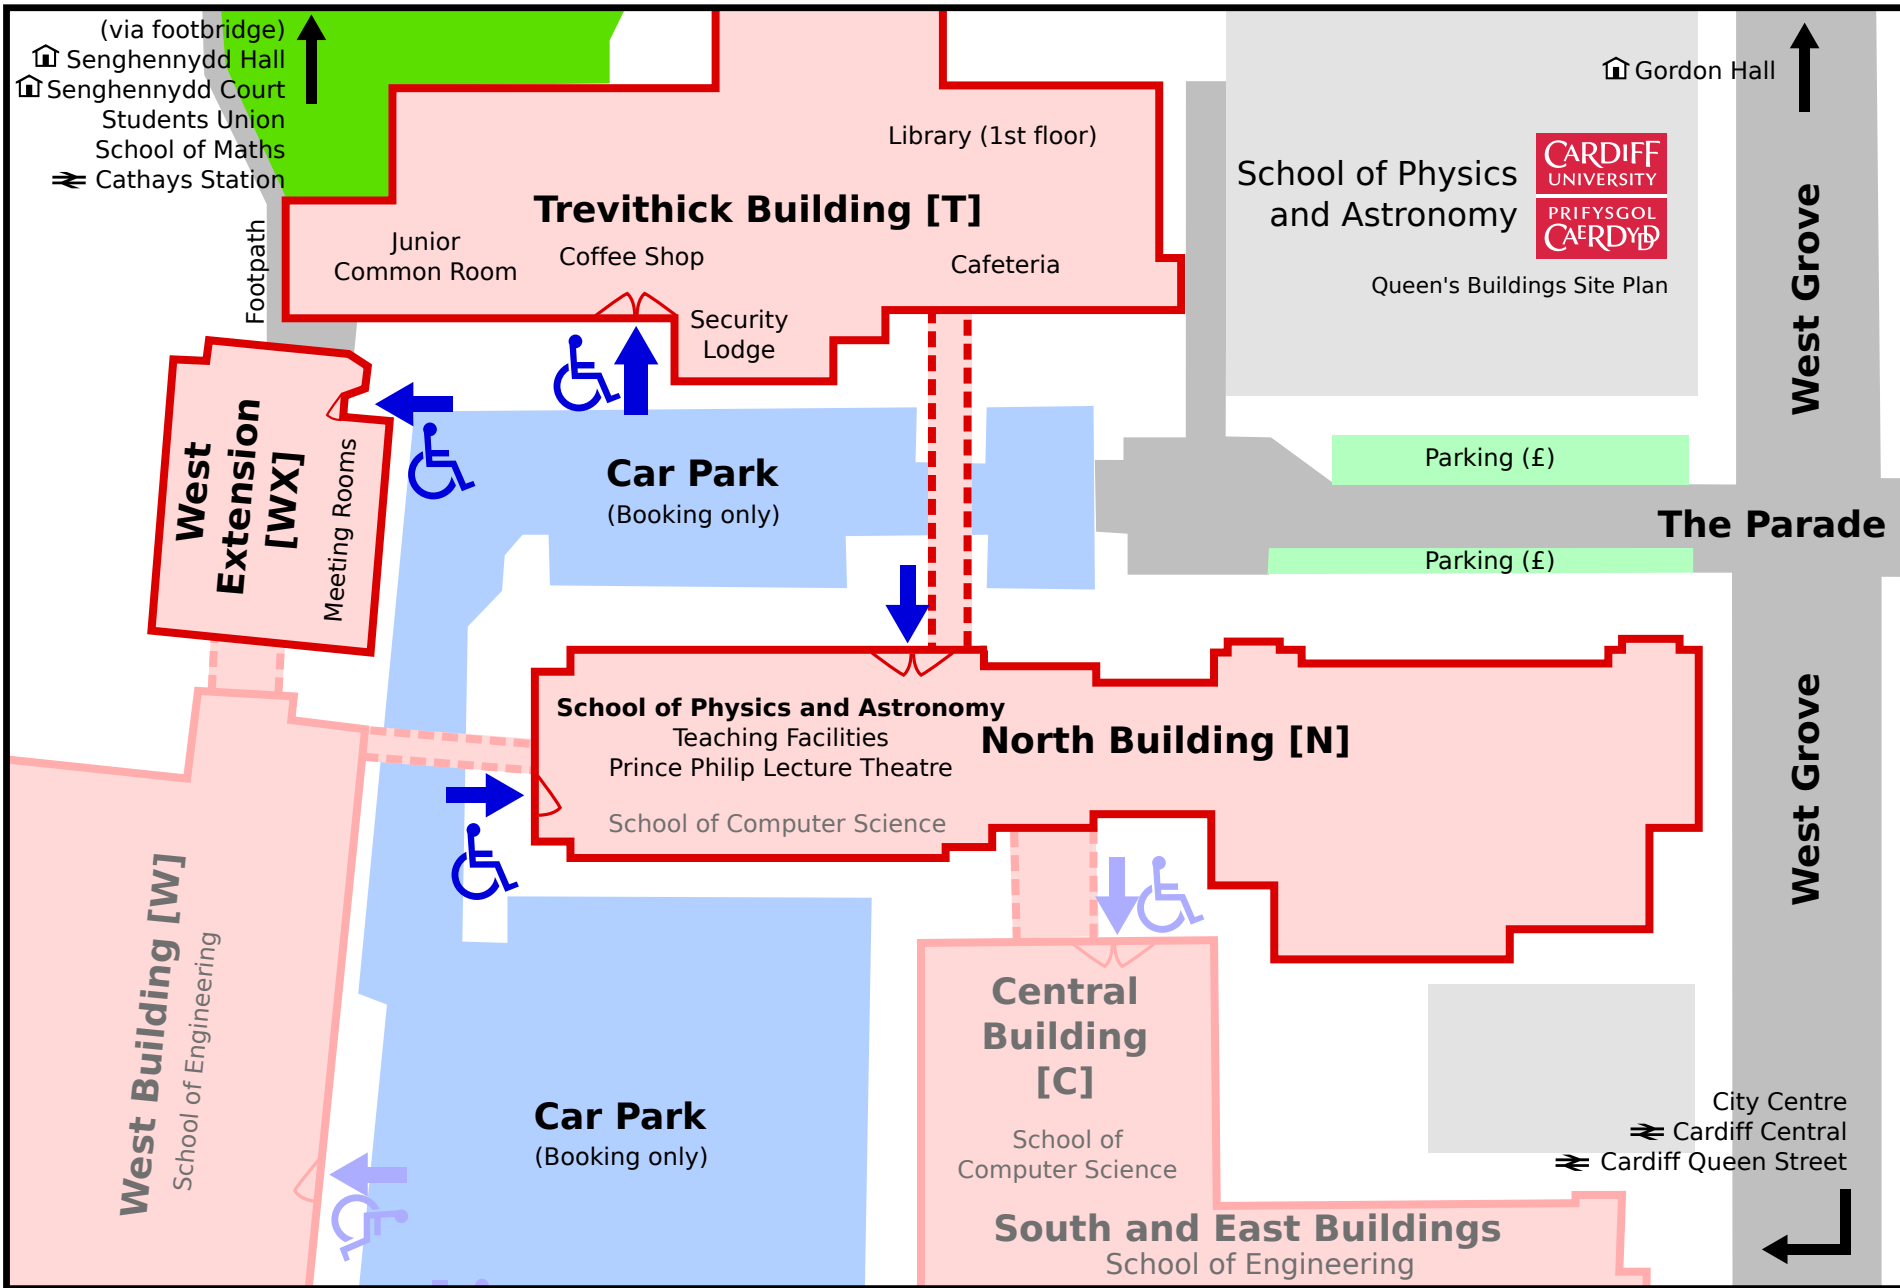 (via footbridge)
Senghennydd Hall
Senghennydd Court
Students Union
School of Maths
Cathays Station
Footpath
Library (1st floor)
Trevithick Building [T]
Junior
Common Room
Coffee Shop
Cafeteria
Security
Lodge
Gordon Hall
School of Physics
and Astronomy
CARDIFF
UNIVERSITY
PRIFYSGOL
CAERDYDD
Queen's Buildings Site Plan
West Grove
West
Extension
[WX]
Meeting Rooms
Car Park
(Booking only)
Parking (£)
The Parade
Parking (£)
School of Physics and Astronomy
Teaching Facilities
Prince Philip Lecture Theatre
School of Computer Science
North Building [N]
West Grove
West Building [W]
School of Engineering
Car Park
(Booking only)
Central
Building
[C]
School of
Computer Science
South and East Buildings
School of Engineering
City Centre
Cardiff Central
Cardiff Queen Street